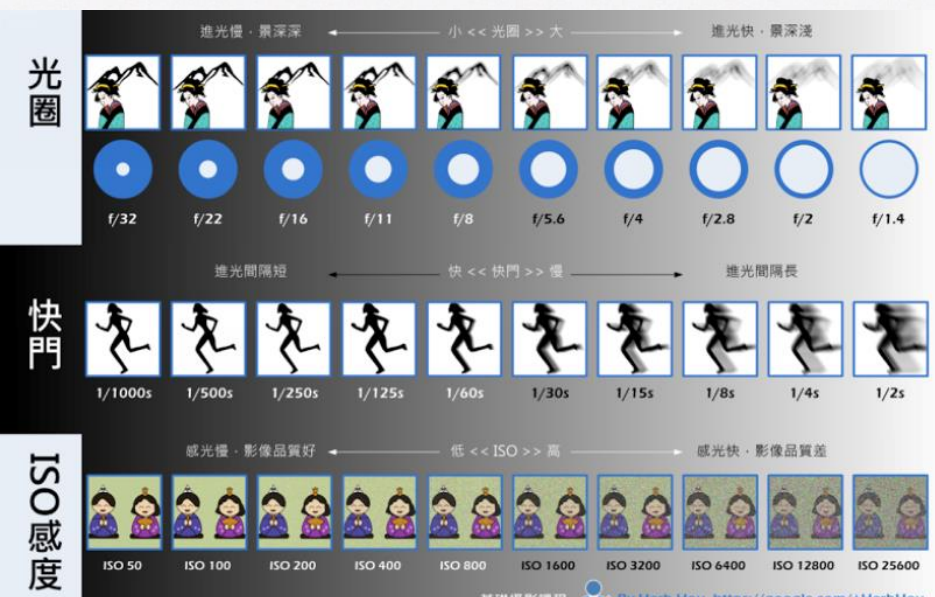 光圈
進光慢・景深深
小 << 光圈 >> 大
進光快・景深淺
f/32
f/22
f/16
f/11
f/8
f/5.6
f/4
f/2.8
f/2
f/1.4
快門
進光間隔短
快 << 快門 >> 慢
進光間隔長
1/1000s
1/500s
1/250s
1/125s
1/60s
1/30s
1/15s
1/8s
1/4s
1/2s
ISO感度
感光慢・影像品質好
低 << ISO >> 高
感光快・影像品質差
ISO 50
ISO 100
ISO 200
ISO 400
ISO 800
ISO 1600
ISO 3200
ISO 6400
ISO 12800
ISO 25600